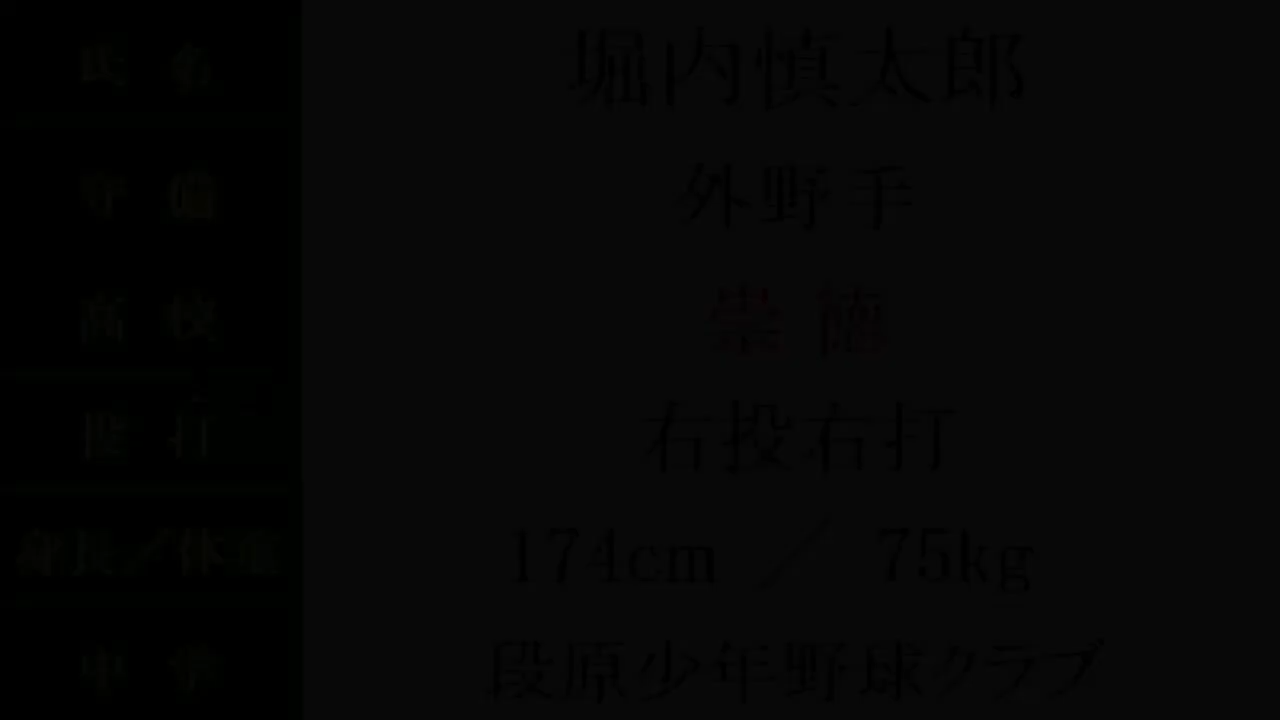 氏名 堀内慎太郎
守備 外野手
高校 崇徳
投打 右投右打
身長／体重 174cm ／ 75kg
中学 段原少年野球クラブ